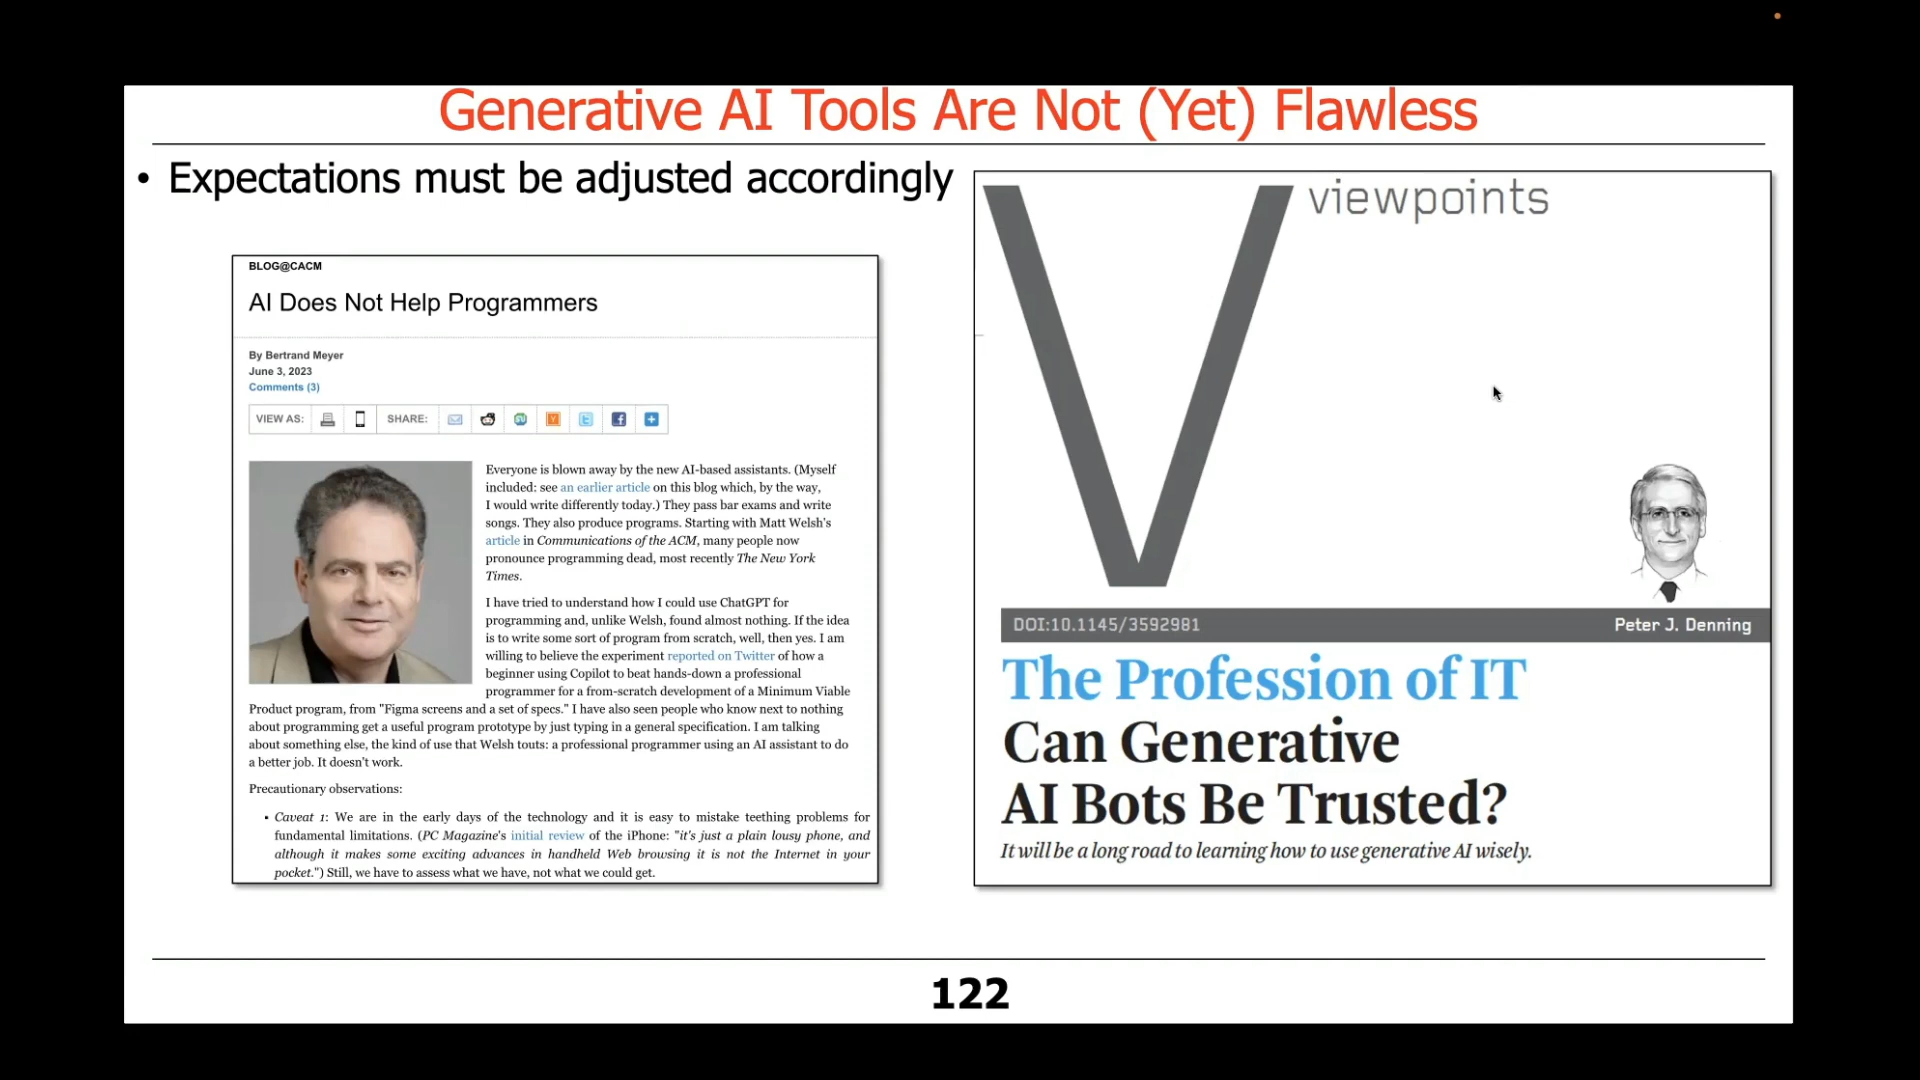 Generative AI Tools Are Not (Yet) Flawless
• Expectations must be adjusted accordingly
BLOG@CACM
AI Does Not Help Programmers
By Bertrand Meyer
June 3, 2023
Comments (3)
VIEW AS:
SHARE:
Everyone is blown away by the new AI-based assistants. (Myself
included: see an earlier article on this blog which, by the way,
I would write differently today.) They pass bar exams and write
songs. They also produce programs. Starting with Matt Welsh's
article in Communications of the ACM, many people now
pronounce programming dead, most recently The New York
Times.
I have tried to understand how I could use ChatGPT for
programming and, unlike Welsh, found almost nothing. If the idea
is to write some sort of program from scratch, well, then yes. I am
willing to believe the experiment reported on Twitter of how a
beginner using Copilot to beat hands-down a professional
programmer for a from-scratch development of a Minimum Viable
Product program, from "Figma screens and a set of specs." I have also seen people who know next to nothing
about programming get a useful program prototype by just typing in a general specification. I am talking
about something else, the kind of use that Welsh touts: a professional programmer using an AI assistant to do
a better job. It doesn't work.
Precautionary observations:
▪ Caveat 1: We are in the early days of the technology and it is easy to mistake teething problems for
fundamental limitations. (PC Magazine's initial review of the iPhone: "it's just a plain lousy phone, and
although it makes some exciting advances in handheld Web browsing it is not the Internet in your
pocket.") Still, we have to assess what we have, not what we could get.
V viewpoints
DOI:10.1145/3592981
Peter J. Denning
The Profession of IT
Can Generative
AI Bots Be Trusted?
It will be a long road to learning how to use generative AI wisely.
122